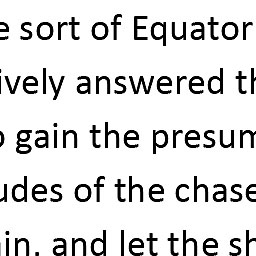 e sort of Equator
ively answered th
o gain the presum
udes of the chase
in. and let the sh